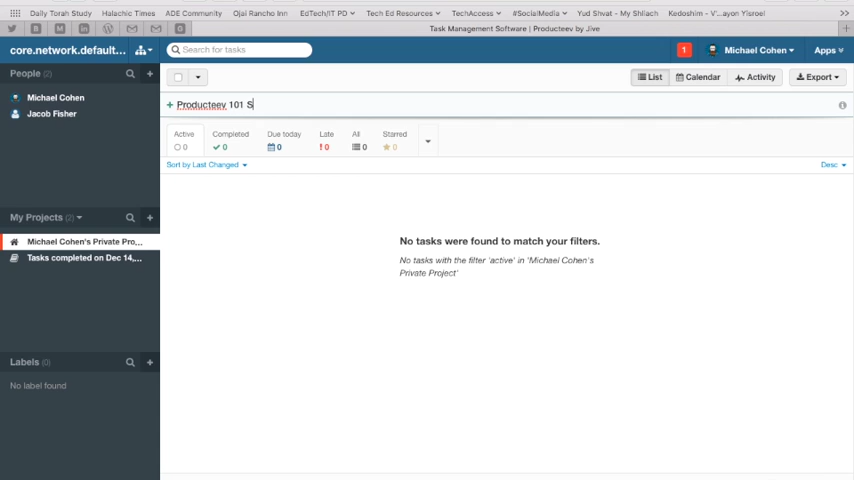 Daily Torah Study Halachic Times ADE Community Ojai Rancho Inn EdTech/IT PD Tech Ed Resources TechAccess #SocialMedia Yud Shvat - My Shliach Kedoshim - V'...ayon Yisroel
Task Management Software | Producteev by Jive
core.network.default... Search for tasks 1 Michael Cohen Apps
People (2)
List Calendar Activity Export
Michael Cohen
Jacob Fisher
+ Producteev 101 S
Active Completed Due today Late All Starred
0 0 0 !0 0 0
Sort by Last Changed Desc
My Projects (2)
Michael Cohen's Private Pro,...
Tasks completed on Dec 14,...
No tasks were found to match your filters.
No tasks with the filter 'active' in 'Michael Cohen's
Private Project'
Labels (0)
No label found